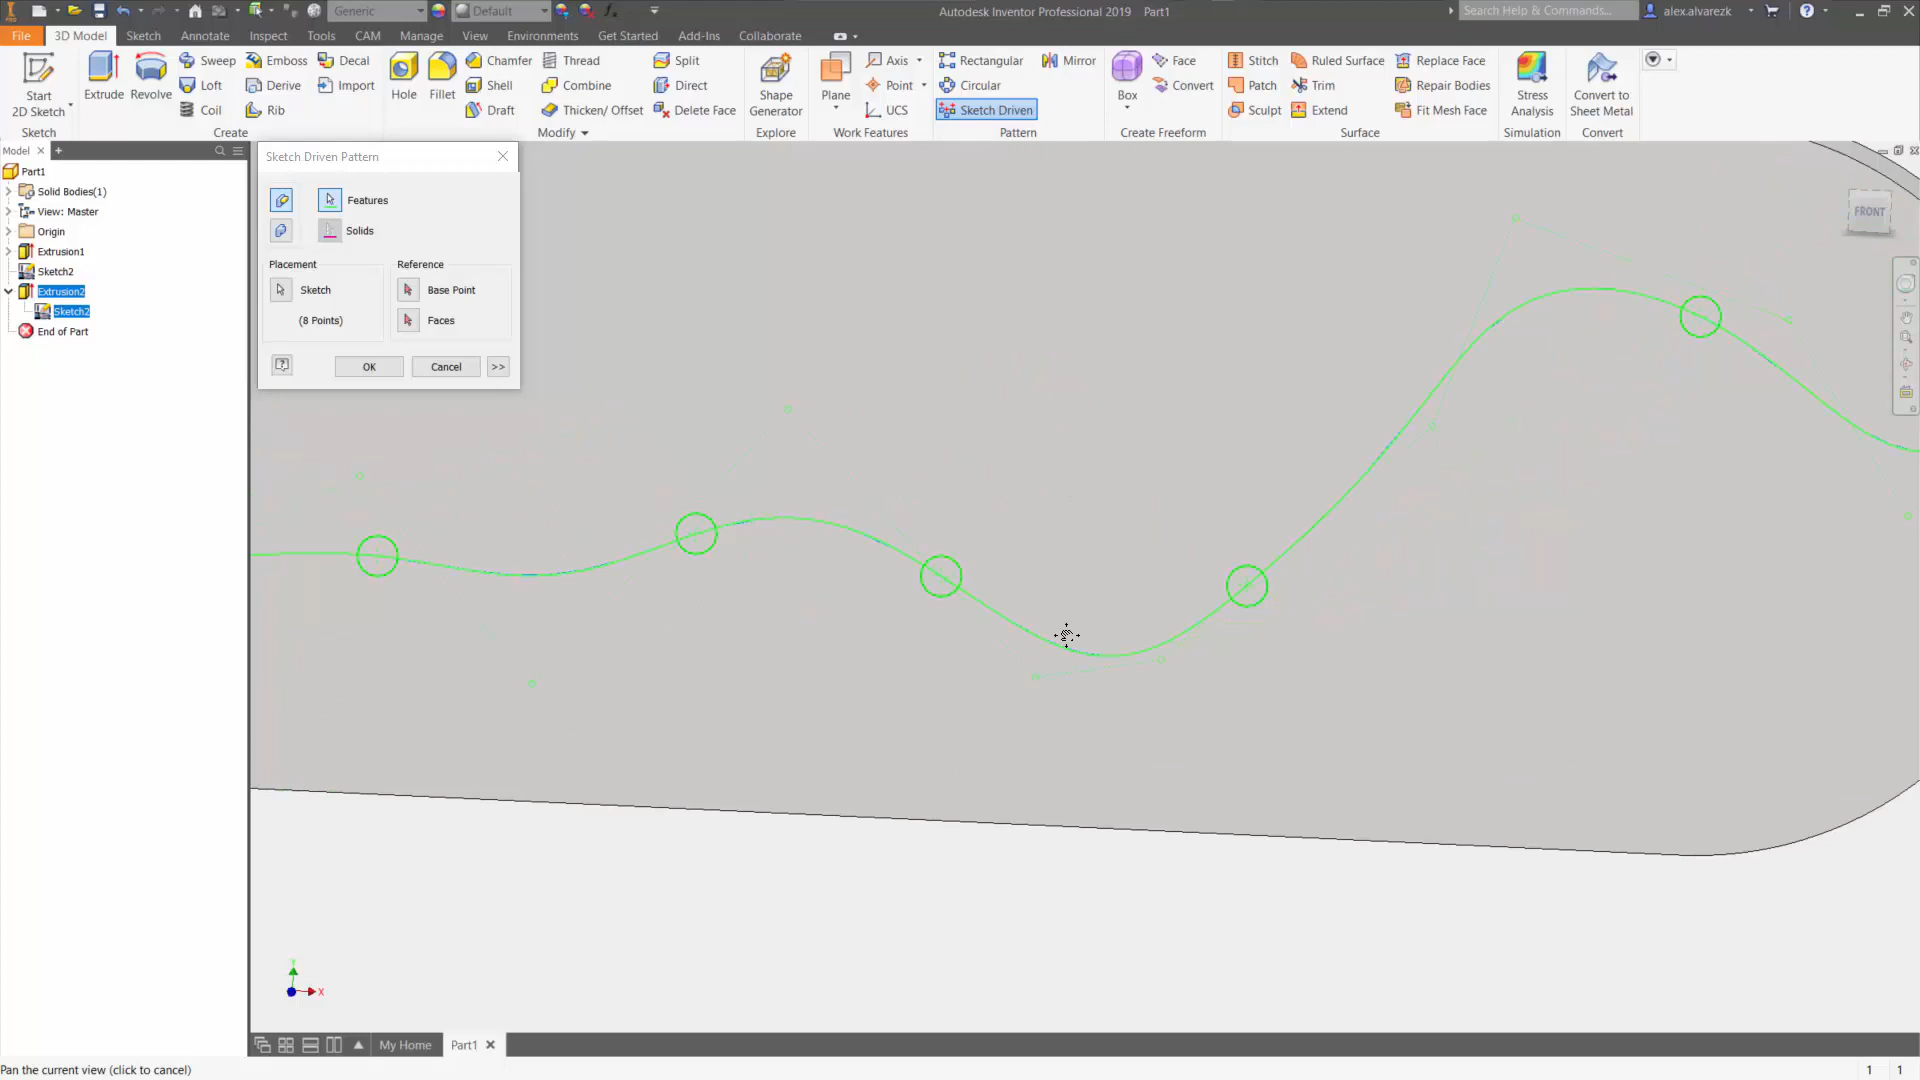 Generic
Default
Autodesk Inventor Professional 2019 Part1
Search Help & Commands...
alex.alvarezk
File
3D Model
Sketch
Annotate
Inspect
Tools
CAM
Manage
View
Environments
Get Started
Add-Ins
Collaborate
Start
2D Sketch
Sketch
Extrude
Revolve
Sweep
Emboss
Decal
Loft
Derive
Import
Coil
Rib
Create
Hole
Fillet
Chamfer
Thread
Split
Shell
Combine
Direct
Draft
Thicken/ Offset
Delete Face
Modify
Shape
Generator
Explore
Plane
Axis
Point
UCS
Work Features
Rectangular
Mirror
Circular
Sketch Driven
Pattern
Box
Face
Convert
Create Freeform
Stitch
Ruled Surface
Replace Face
Patch
Trim
Repair Bodies
Sculpt
Extend
Fit Mesh Face
Surface
Stress
Analysis
Simulation
Convert to
Sheet Metal
Convert
Model
Part1
Solid Bodies(1)
View: Master
Origin
Extrusion1
Sketch2
Extrusion2
Sketch2
End of Part
Sketch Driven Pattern
Features
Solids
Placement
Reference
Sketch
Base Point
(8 Points)
Faces
OK
Cancel
>>
FRONT
Y
X
My Home
Part1
Pan the current view (click to cancel)
1 1